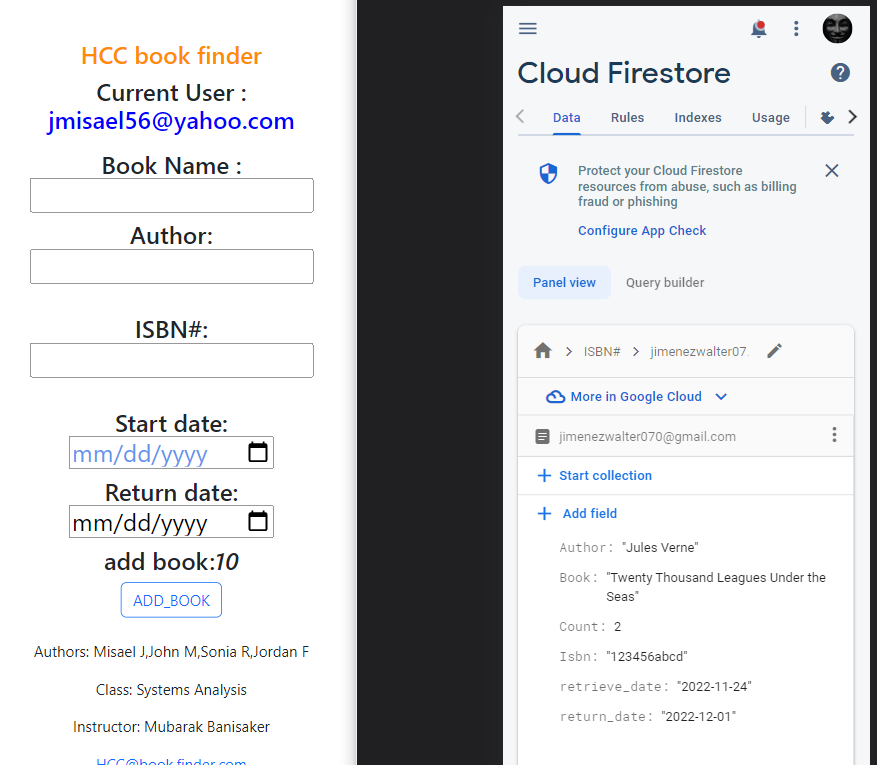 HCC book finder
Current User :
jmisael56@yahoo.com
Book Name :
Author:
ISBN#:
Start date:
mm/dd/yyyy
Return date:
mm/dd/yyyy
add book:10
ADD_BOOK
Authors: Misael J,John M,Sonia R,Jordan F
Class: Systems Analysis
Instructor: Mubarak Banisaker
HCC@book finder.com
Cloud Firestore
Data
Rules
Indexes
Usage
Protect your Cloud Firestore
resources from abuse, such as billing
fraud or phishing
Configure App Check
Panel view
Query builder
ISBN#
jimenezwalter07
More in Google Cloud
jimenezwalter070@gmail.com
Start collection
Add field
Author: "Jules Verne"
Book: "Twenty Thousand Leagues Under the
Seas"
Count: 2
Isbn: "123456abcd"
retrieve_date: "2022-11-24"
return_date: "2022-12-01"